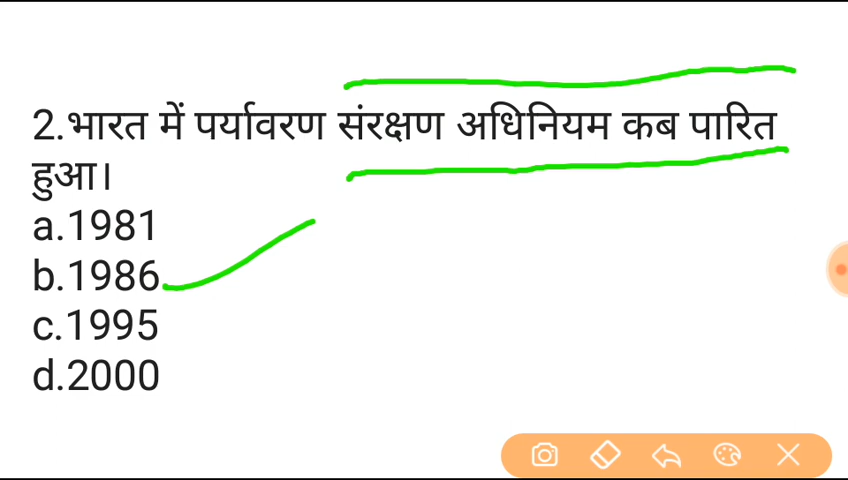 2.भारत में पर्यावरण संरक्षण अधिनियम कब पारित
हुआ।
a.1981
b.1986
c.1995
d.2000